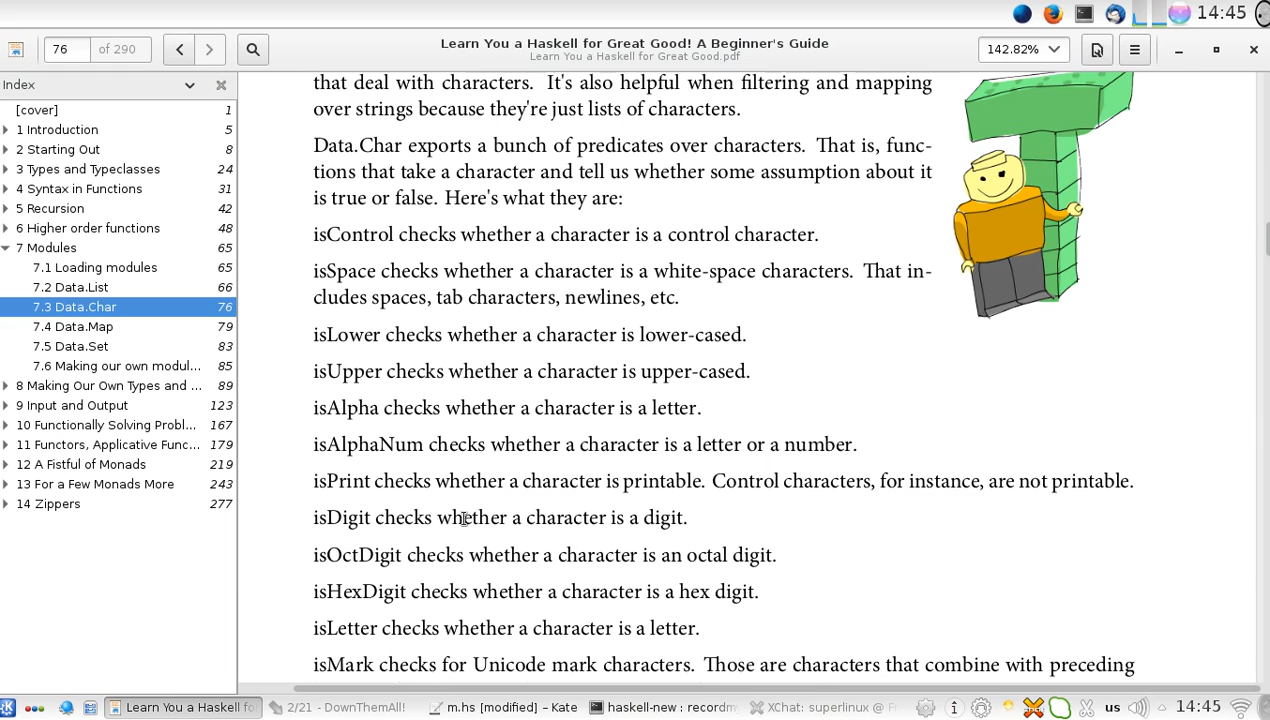 14:45
76 of 290
Learn You a Haskell for Great Good! A Beginner's Guide
Learn You a Haskell for Great Good.pdf
142.82%
Index
[cover] 1
1 Introduction 5
2 Starting Out 8
3 Types and Typeclasses 24
4 Syntax in Functions 31
5 Recursion 42
6 Higher order functions 48
7 Modules 65
7.1 Loading modules 65
7.2 Data.List 66
7.3 Data.Char 76
7.4 Data.Map 79
7.5 Data.Set 83
7.6 Making our own modul... 85
8 Making Our Own Types and ... 89
9 Input and Output 123
10 Functionally Solving Probl... 167
11 Functors, Applicative Func... 179
12 A Fistful of Monads 219
13 For a Few Monads More 243
14 Zippers 277
that deal with characters. It's also helpful when filtering and mapping
over strings because they're just lists of characters.
Data.Char exports a bunch of predicates over characters. That is, func-
tions that take a character and tell us whether some assumption about it
is true or false. Here's what they are:
isControl checks whether a character is a control character.
isSpace checks whether a character is a white-space characters. That in-
cludes spaces, tab characters, newlines, etc.
isLower checks whether a character is lower-cased.
isUpper checks whether a character is upper-cased.
isAlpha checks whether a character is a letter.
isAlphaNum checks whether a character is a letter or a number.
isPrint checks whether a character is printable. Control characters, for instance, are not printable.
isDigit checks whether a character is a digit.
isOctDigit checks whether a character is an octal digit.
isHexDigit checks whether a character is a hex digit.
isLetter checks whether a character is a letter.
isMark checks for Unicode mark characters. Those are characters that combine with preceding
Learn You a Haskell fo
2/21 - DownThemAll!
m.hs [modified] – Kate
haskell-new : recordm
XChat: superlinux @ Fr
us
14:45